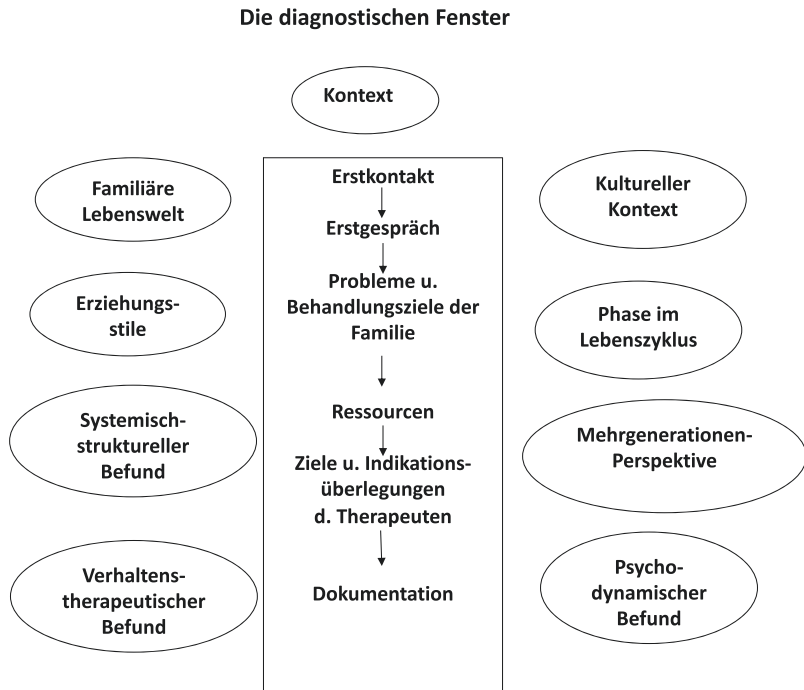 Die diagnostischen Fenster
Kontext
Familiäre
Lebenswelt
Erziehungs-
stile
Systemisch-
struktureller
Befund
Verhaltens-
therapeutischer
Befund
Erstkontakt
Erstgespräch
Probleme u.
Behandlungsziele der
Familie
Ressourcen
Ziele u. Indikations-
überlegungen
d. Therapeuten
Dokumentation
Kultureller
Kontext
Phase im
Lebenszyklus
Mehrgenerationen-
Perspektive
Psycho-
dynamischer
Befund